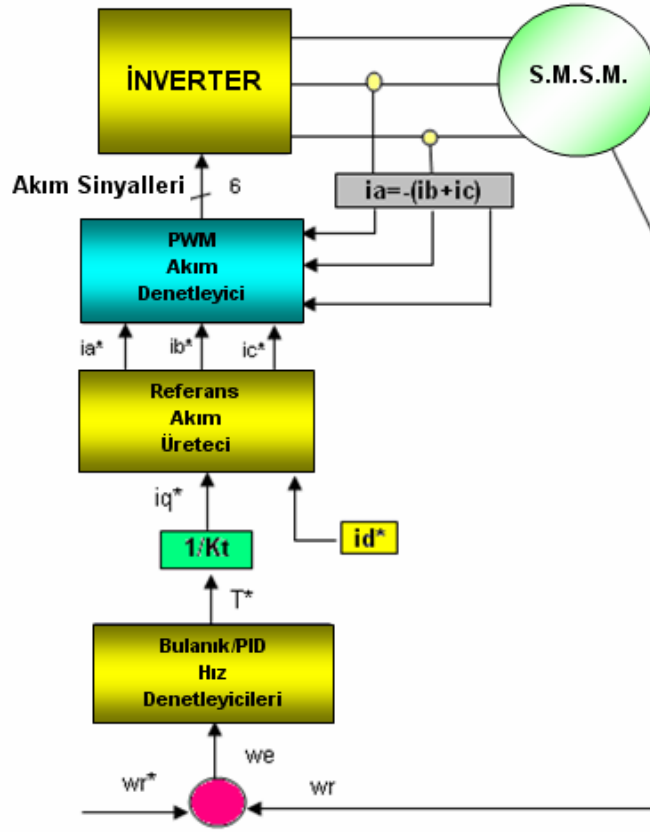 İNVERTER
S.M.S.M.
Akım Sinyalleri
6
ia=-(ib+ic)
PWM
Akım
Denetleyici
ia*
ib*
ic*
Referans
Akım
Üreteci
iq*
id*
1/Kt
T*
Bulanık/PID
Hız
Denetleyicileri
we
wr*
wr